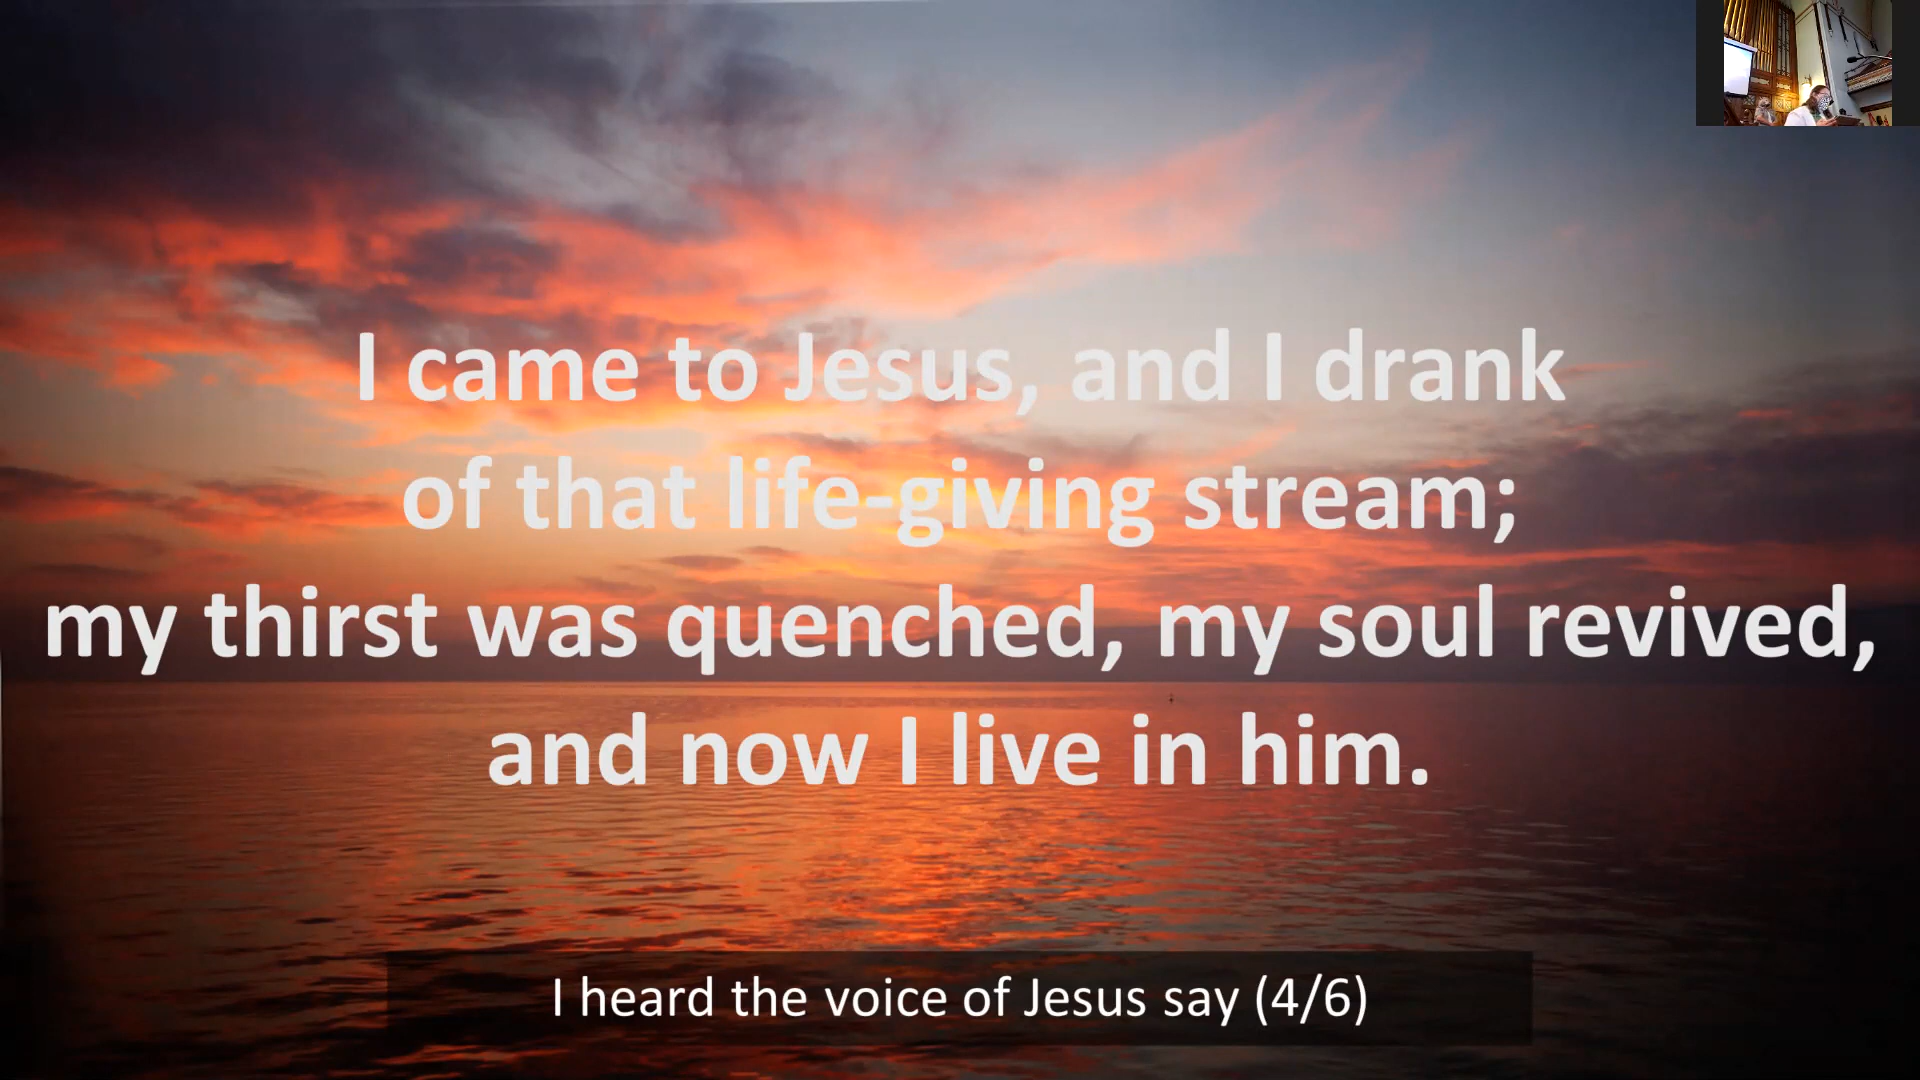 I came to Jesus, and I drank
of that life-giving stream;
my thirst was quenched, my soul revived,
and now I live in him.
I heard the voice of Jesus say (4/6)